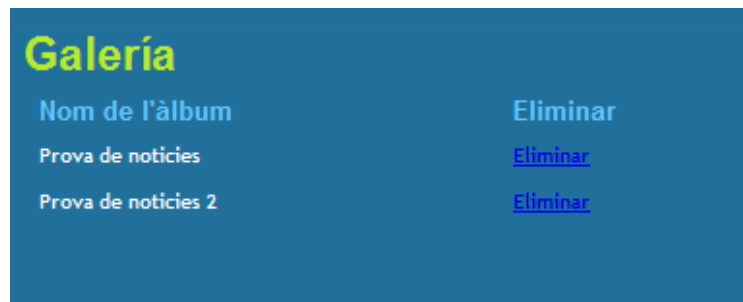 Galería
Nom de l'àlbum Eliminar
Prova de noticies Eliminar
Prova de noticies 2 Eliminar